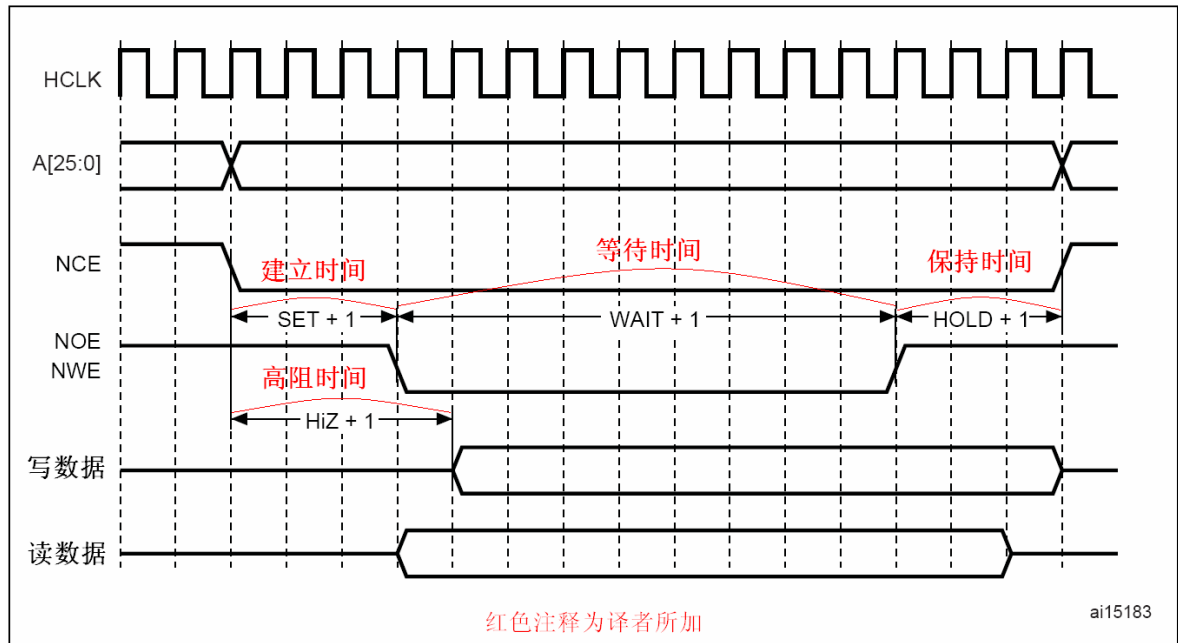 HCLK
A[25:0]
NCE
建立时间
等待时间
保持时间
SET + 1
WAIT + 1
HOLD + 1
NOE
NWE
高阻时间
HiZ + 1
写数据
读数据
红色注释为译者所加
ai15183